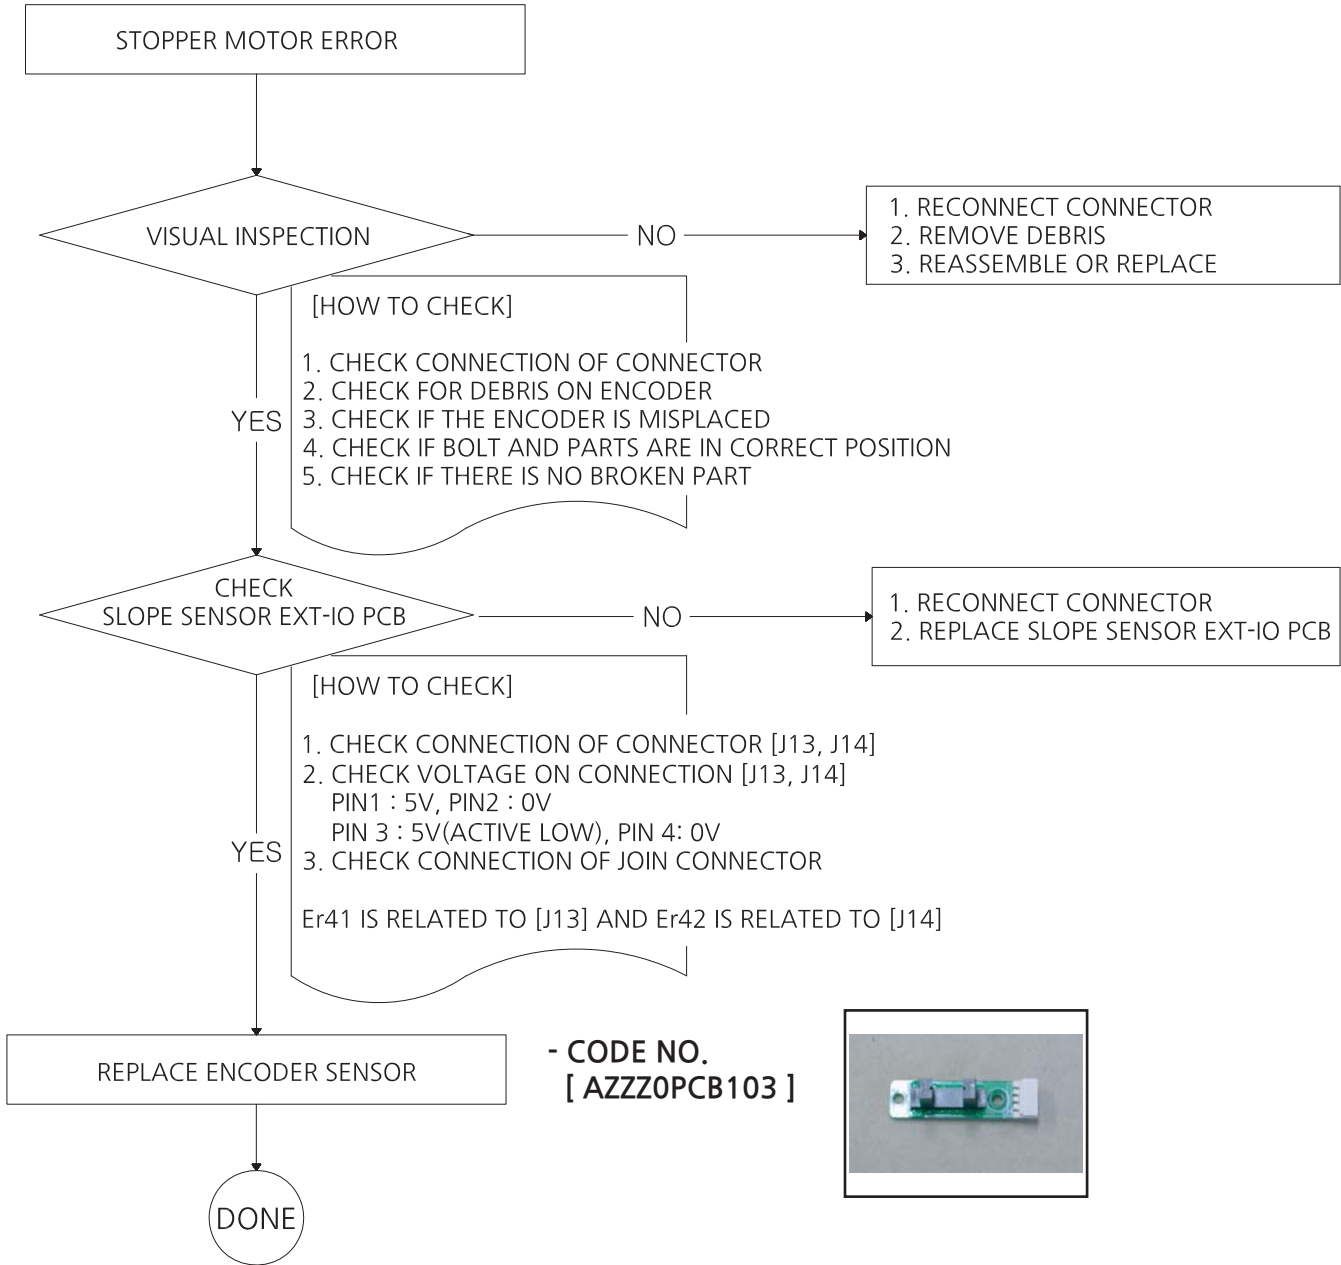 STOPPER MOTOR ERROR
VISUAL INSPECTION
NO
1. RECONNECT CONNECTOR
2. REMOVE DEBRIS
3. REASSEMBLE OR REPLACE
[HOW TO CHECK]
1. CHECK CONNECTION OF CONNECTOR
2. CHECK FOR DEBRIS ON ENCODER
3. CHECK IF THE ENCODER IS MISPLACED
4. CHECK IF BOLT AND PARTS ARE IN CORRECT POSITION
5. CHECK IF THERE IS NO BROKEN PART
YES
CHECK
SLOPE SENSOR EXT-IO PCB
NO
1. RECONNECT CONNECTOR
2. REPLACE SLOPE SENSOR EXT-IO PCB
[HOW TO CHECK]
1. CHECK CONNECTION OF CONNECTOR [J13, J14]
2. CHECK VOLTAGE ON CONNECTION [J13, J14]
PIN1 : 5V, PIN2 : 0V
PIN 3 : 5V(ACTIVE LOW), PIN 4: 0V
3. CHECK CONNECTION OF JOIN CONNECTOR
Er41 IS RELATED TO [J13] AND Er42 IS RELATED TO [J14]
YES
REPLACE ENCODER SENSOR
- CODE NO.
[ AZZZ0PCB103 ]
DONE